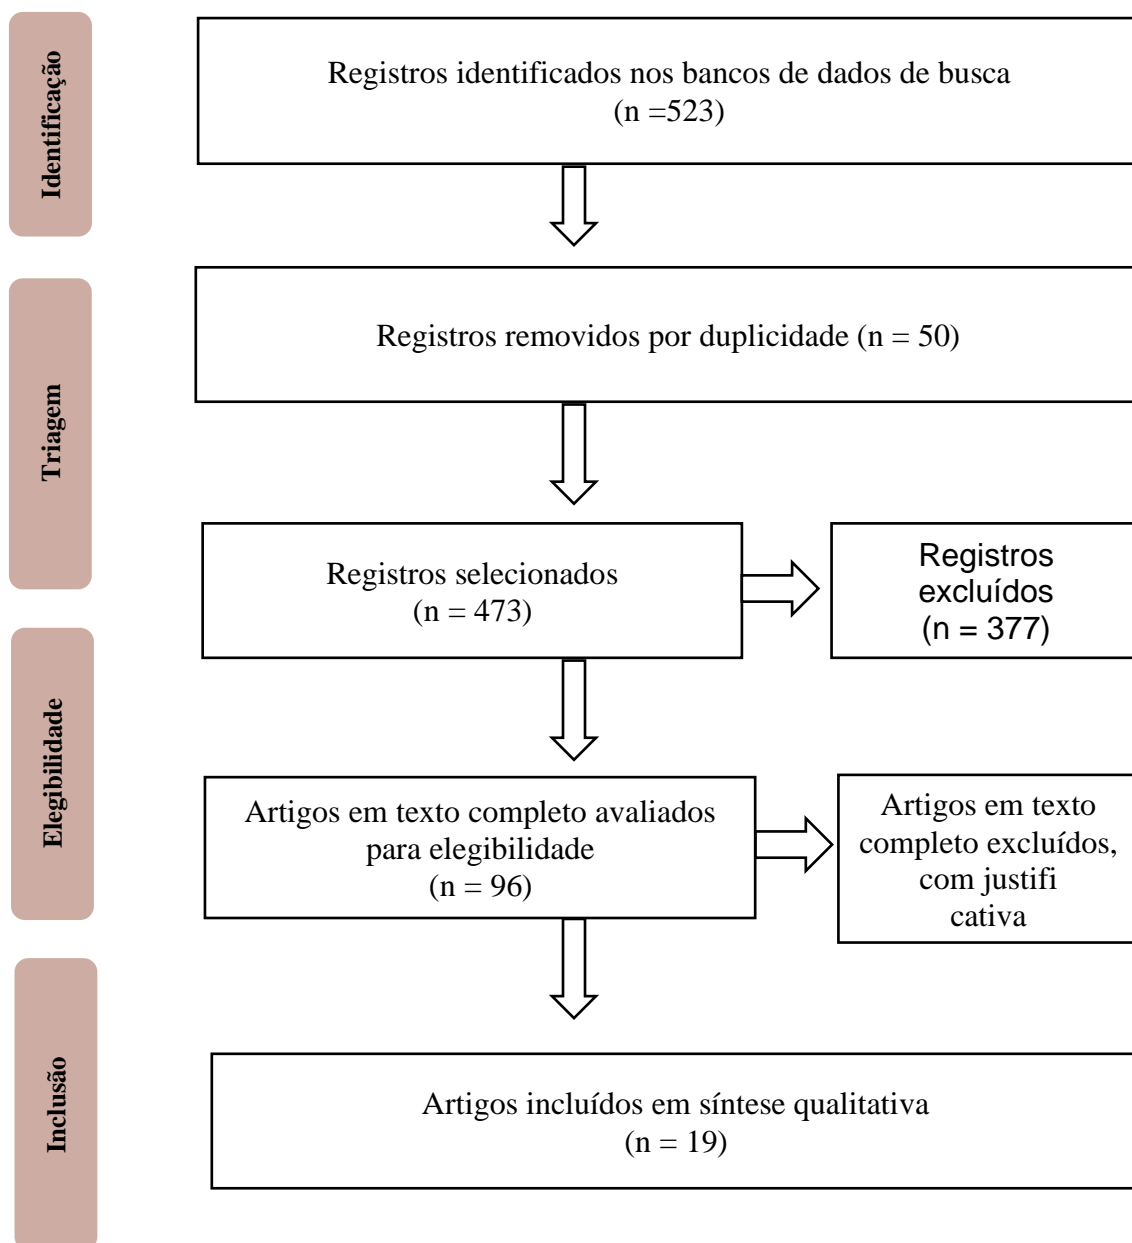 Identificação
Registros identificados nos bancos de dados de busca
(n =523)
Triagem
Registros removidos por duplicidade (n = 50)
Registros selecionados
(n = 473)
Registros
excluídos
(n = 377)
Elegibilidade
Artigos em texto completo avaliados
para elegibilidade
(n = 96)
Artigos em texto
completo excluídos,
com justifi
cativa
Inclusão
Artigos incluídos em síntese qualitativa
(n = 19)